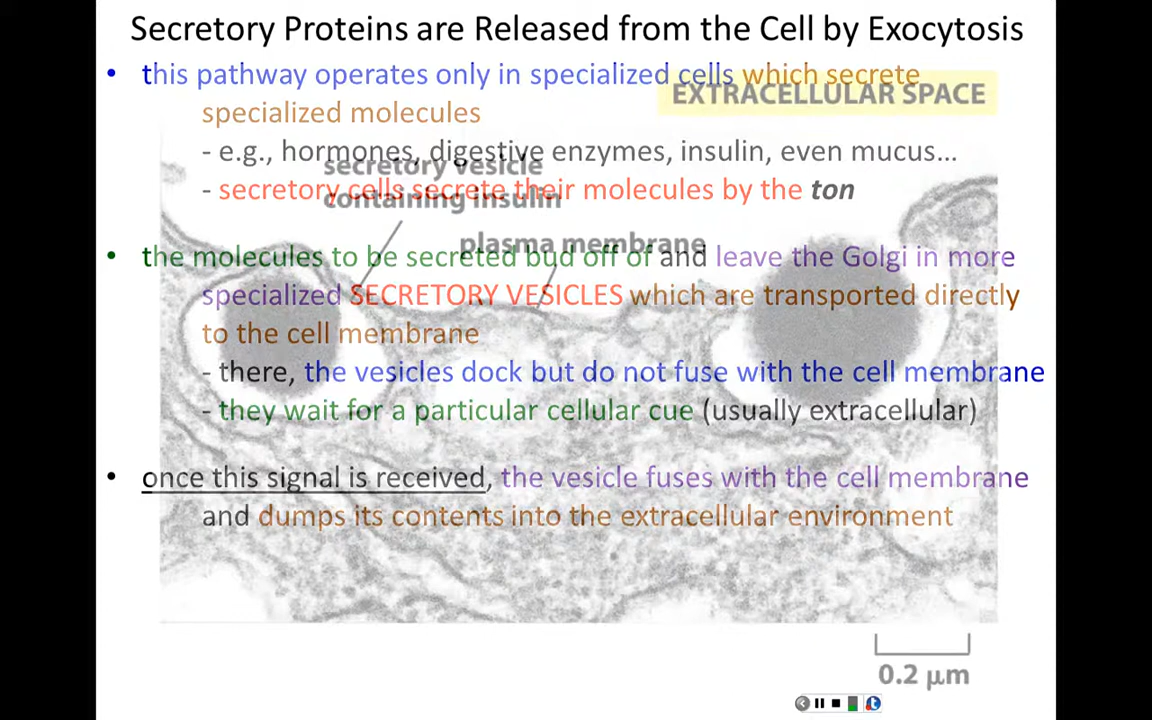 Secretory Proteins are Released from the Cell by Exocytosis
• this pathway operates only in specialized cells which secrete
specialized molecules
EXTRACELLULAR SPACE
- e.g., hormones, digestive enzymes, insulin, even mucus...
secretory vesicle
containing insulin
- secretory cells secrete their molecules by the ton
plasma membrane
• the molecules to be secreted bud off of and leave the Golgi in more
specialized SECRETORY VESICLES which are transported directly
to the cell membrane
- there, the vesicles dock but do not fuse with the cell membrane
- they wait for a particular cellular cue (usually extracellular)
• once this signal is received, the vesicle fuses with the cell membrane
and dumps its contents into the extracellular environment
0.2 μm